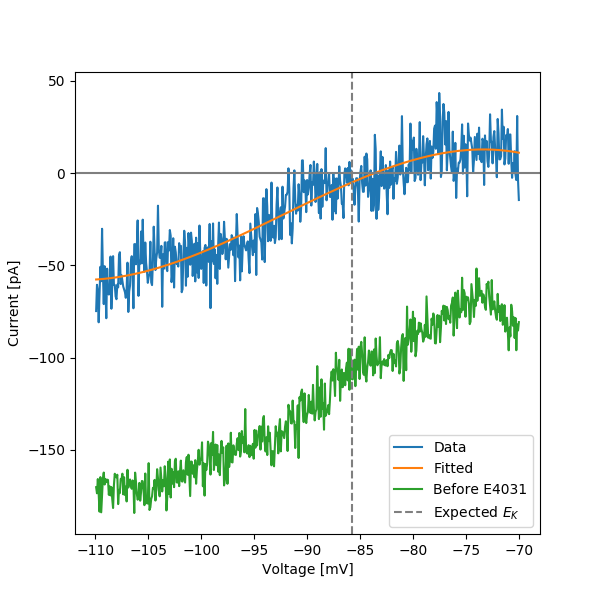 50
0
−50
−100
−150
Current [pA]
−110 −105 −100 −95 −90 −85 −80 −75 −70
Voltage [mV]
Data
Fitted
Before E4031
Expected E_K